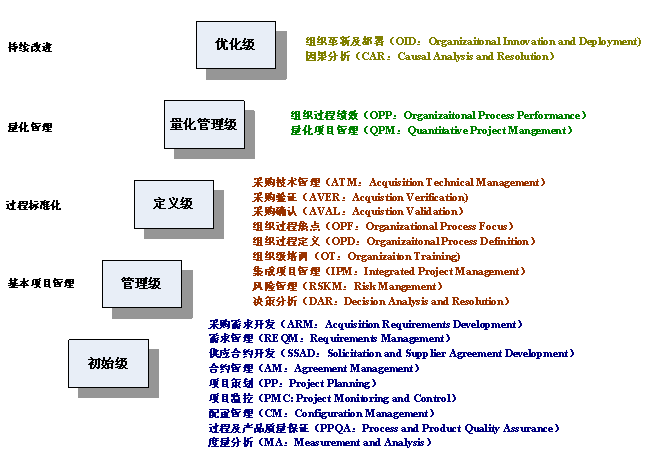 优化级
持续改进
组织革新及部署（OID：Organizaitonal Innovation and Deployment)
因果分析（CAR：Causal Analysis and Resolution）
量化管理级
量化管理
组织过程绩效（OPP：Organizaitonal Process Performance）
量化项目管理（QPM：Quantitative Project Mangement）
定义级
过程标准化
采购技术管理（ATM：Acquisition Technical Management）
采购验证（AVER：Acquistion Verification)
采购确认（AVAL：Acquistion Validation）
组织过程焦点（OPF：Organizational Process Focus）
组织过程定义（OPD：Organizaitonal Process Definition）
组织级培训（OT：Organizaiton Training)
集成项目管理（IPM：Integrated Project Management）
风险管理（RSKM：Risk Mangement）
决策分析（DAR：Decision Analysis and Resolution）
管理级
基本项目管理
采购需求开发（ARM：Acquisition Requirements Development）
需求管理（REQM：Requirements Management）
供应合约开发（SSAD：Solicitation and Supplier Agreement Development）
合约管理（AM：Agreement Management）
项目策划（PP：Project Planning）
项目监控（PMC: Project Monitoring and Control）
配置管理（CM：Configuration Management）
过程及产品质量保证（PPQA：Process and Product Quality Assurance）
度量分析（MA：Measurement and Analysis）
初始级